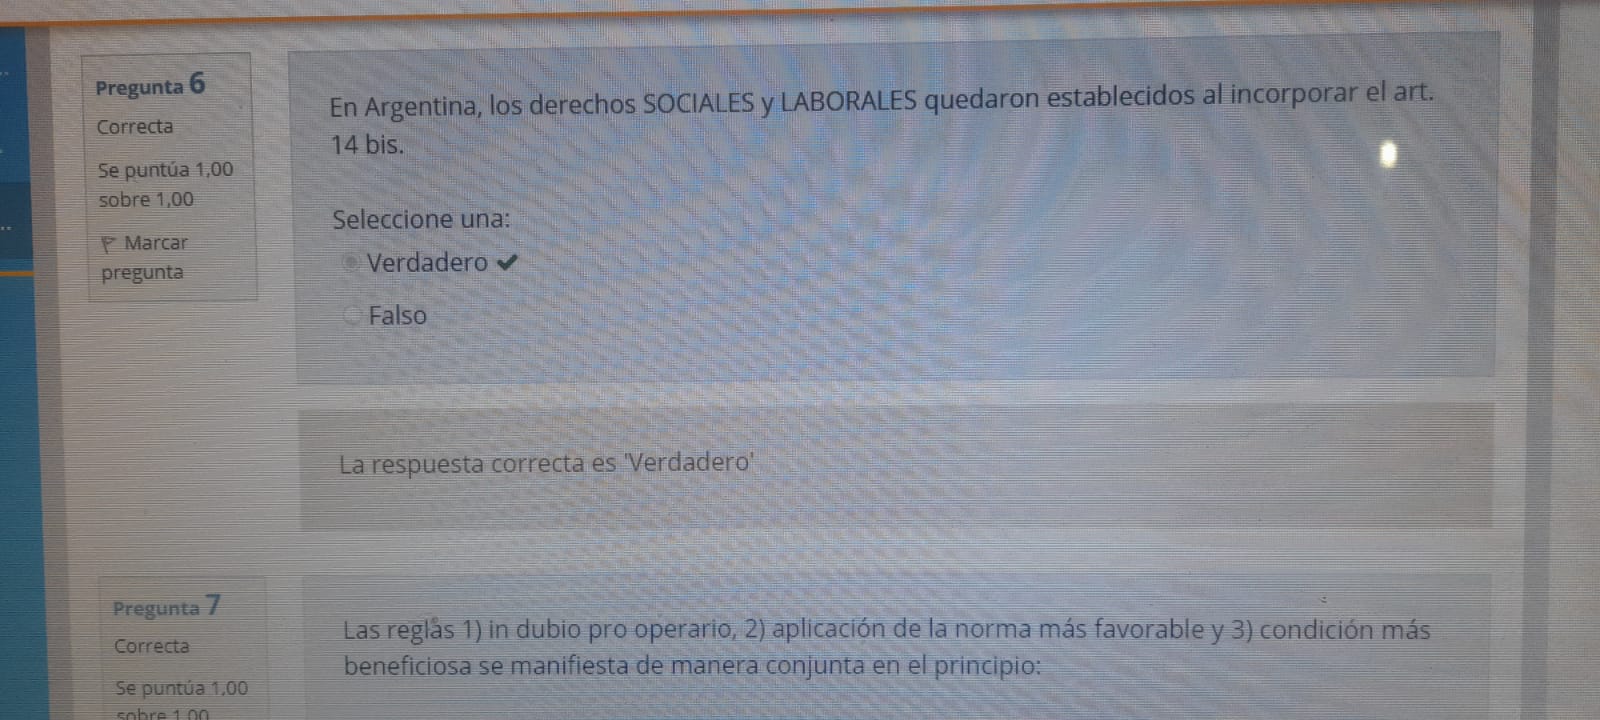 Pregunta 6
Correcta
Se puntúa 1,00
sobre 1,00
Marcar
pregunta
En Argentina, los derechos SOCIALES y LABORALES quedaron establecidos al incorporar el art.
14 bis.
Seleccione una:
Verdadero
Falso
La respuesta correcta es 'Verdadero'
Pregunta 7
Correcta
Se puntúa 1,00
sobre 1,00
Las reglas 1) in dubio pro operario, 2) aplicación de la norma más favorable y 3) condición más
beneficiosa se manifiesta de manera conjunta en el principio: